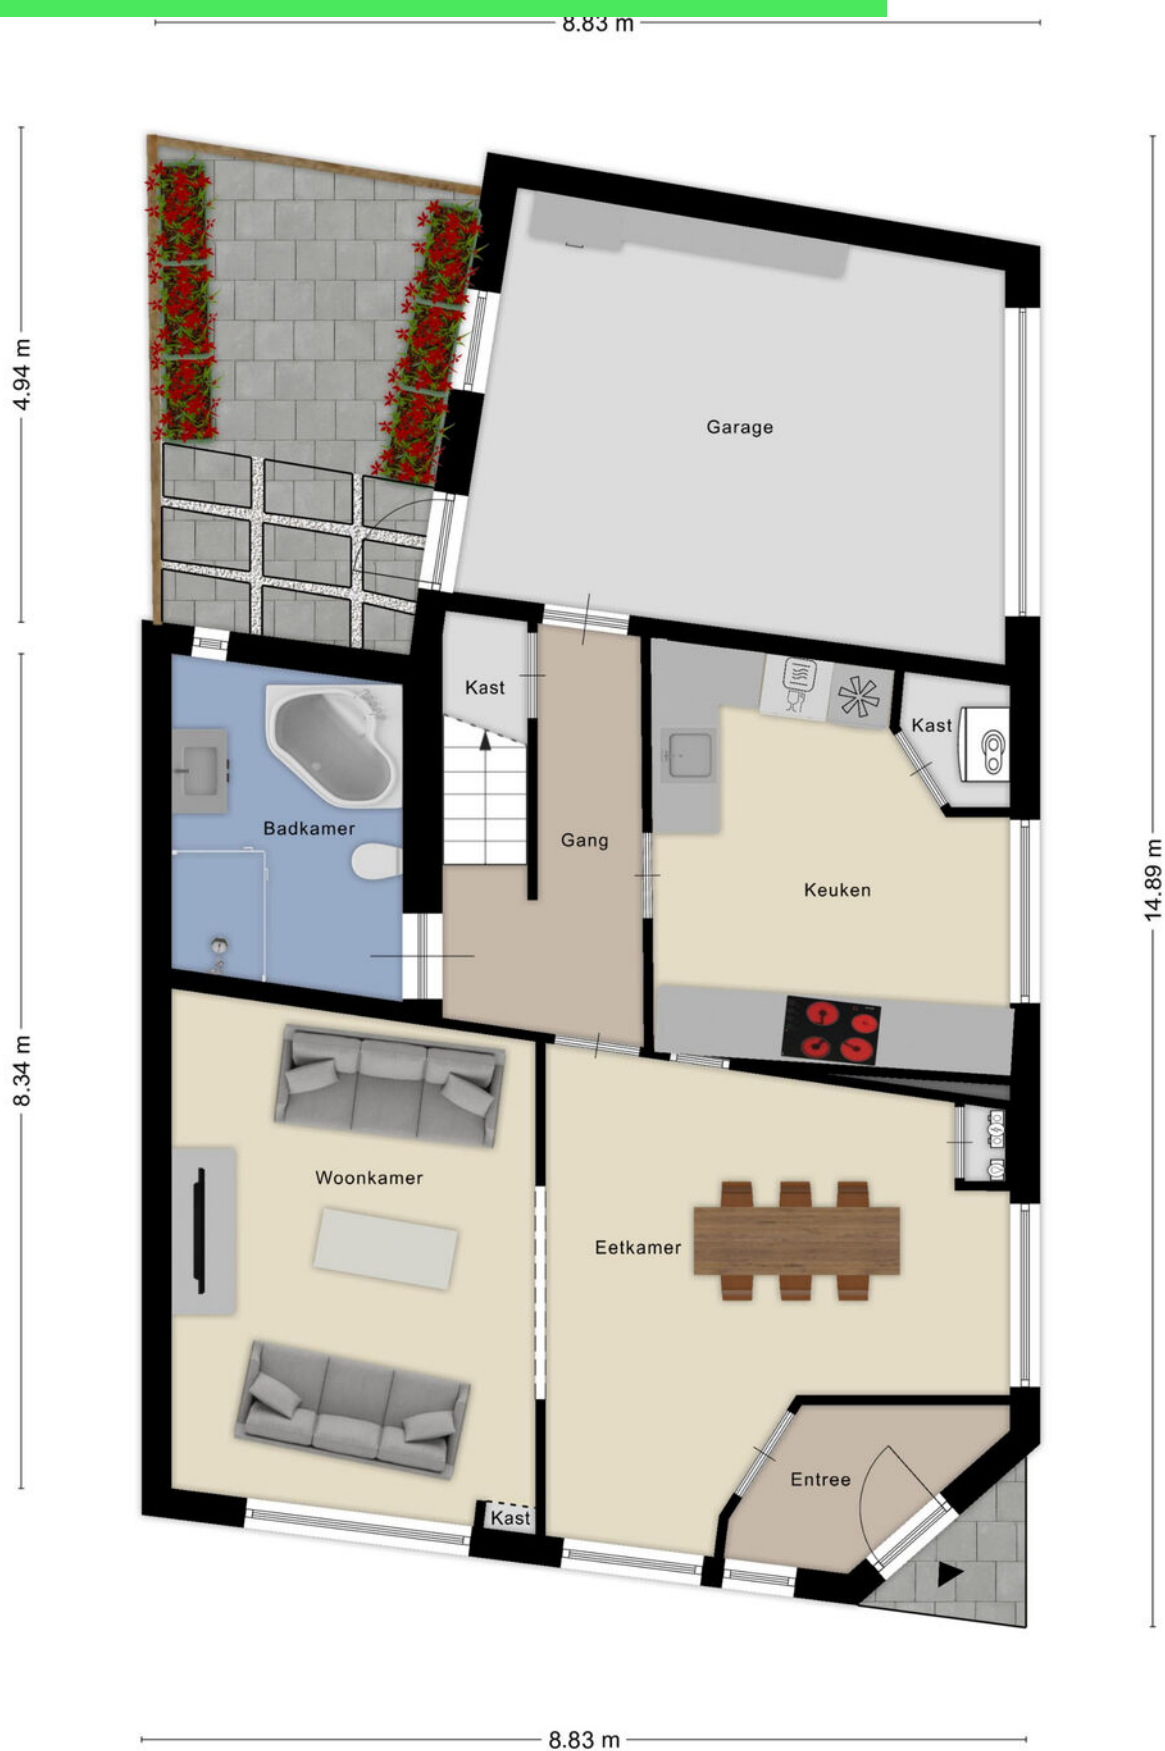 8.83 m
4.94 m
Garage
Kast
Kast
Badkamer
Gang
Keuken
14.89 m
8.34 m
Woonkamer
Eetkamer
Entree
Kast
8.83 m